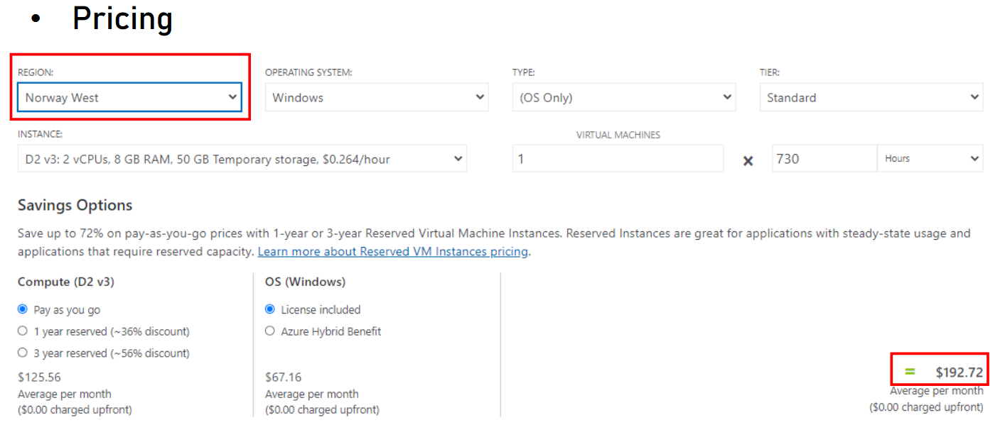 • Pricing
REGION: OPERATING SYSTEM: TYPE: TIER:
Norway West Windows (OS Only) Standard
INSTANCE: VIRTUAL MACHINES
D2 v3: 2 vCPUs, 8 GB RAM, 50 GB Temporary storage, $0.264/hour 1 × 730 Hours
Savings Options
Save up to 72% on pay-as-you-go prices with 1-year or 3-year Reserved Virtual Machine Instances. Reserved Instances are great for applications with steady-state usage and
applications that require reserved capacity. Learn more about Reserved VM Instances pricing.
Compute (D2 v3) OS (Windows)
Pay as you go License included
1 year reserved (~36% discount) Azure Hybrid Benefit
3 year reserved (~56% discount)
$125.56 $67.16 = $192.72
Average per month Average per month Average per month
($0.00 charged upfront) ($0.00 charged upfront) ($0.00 charged upfront)